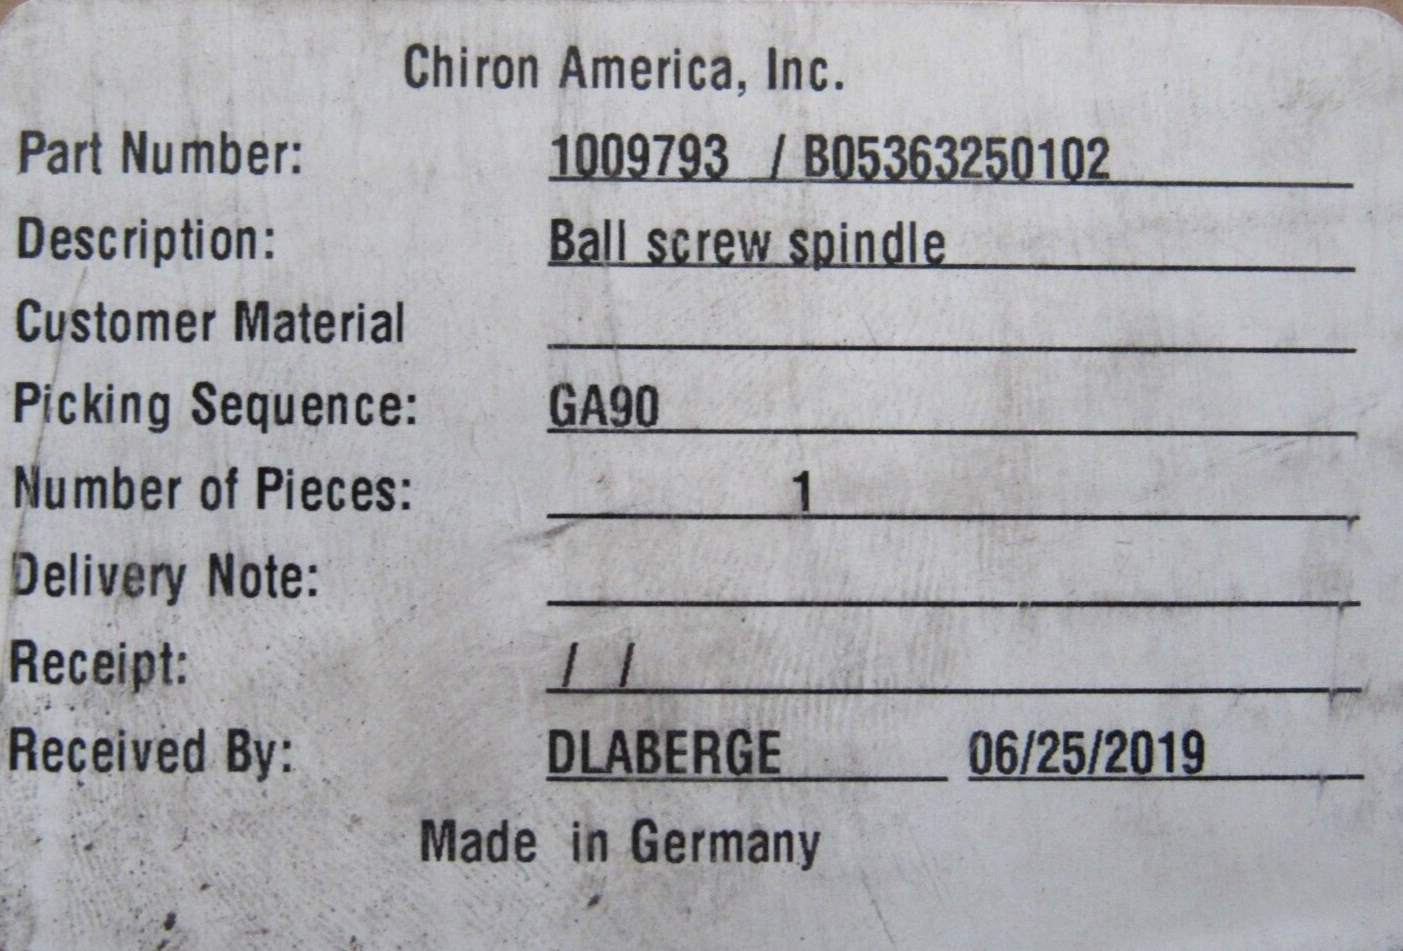 Chiron America, Inc.
Part Number: 1009793 / B05363250102
Description: Ball screw spindle
Customer Material
Picking Sequence: GA90
Number of Pieces: 1
Delivery Note:
Receipt: / /
Received By: DLABERGE 06/25/2019
Made in Germany